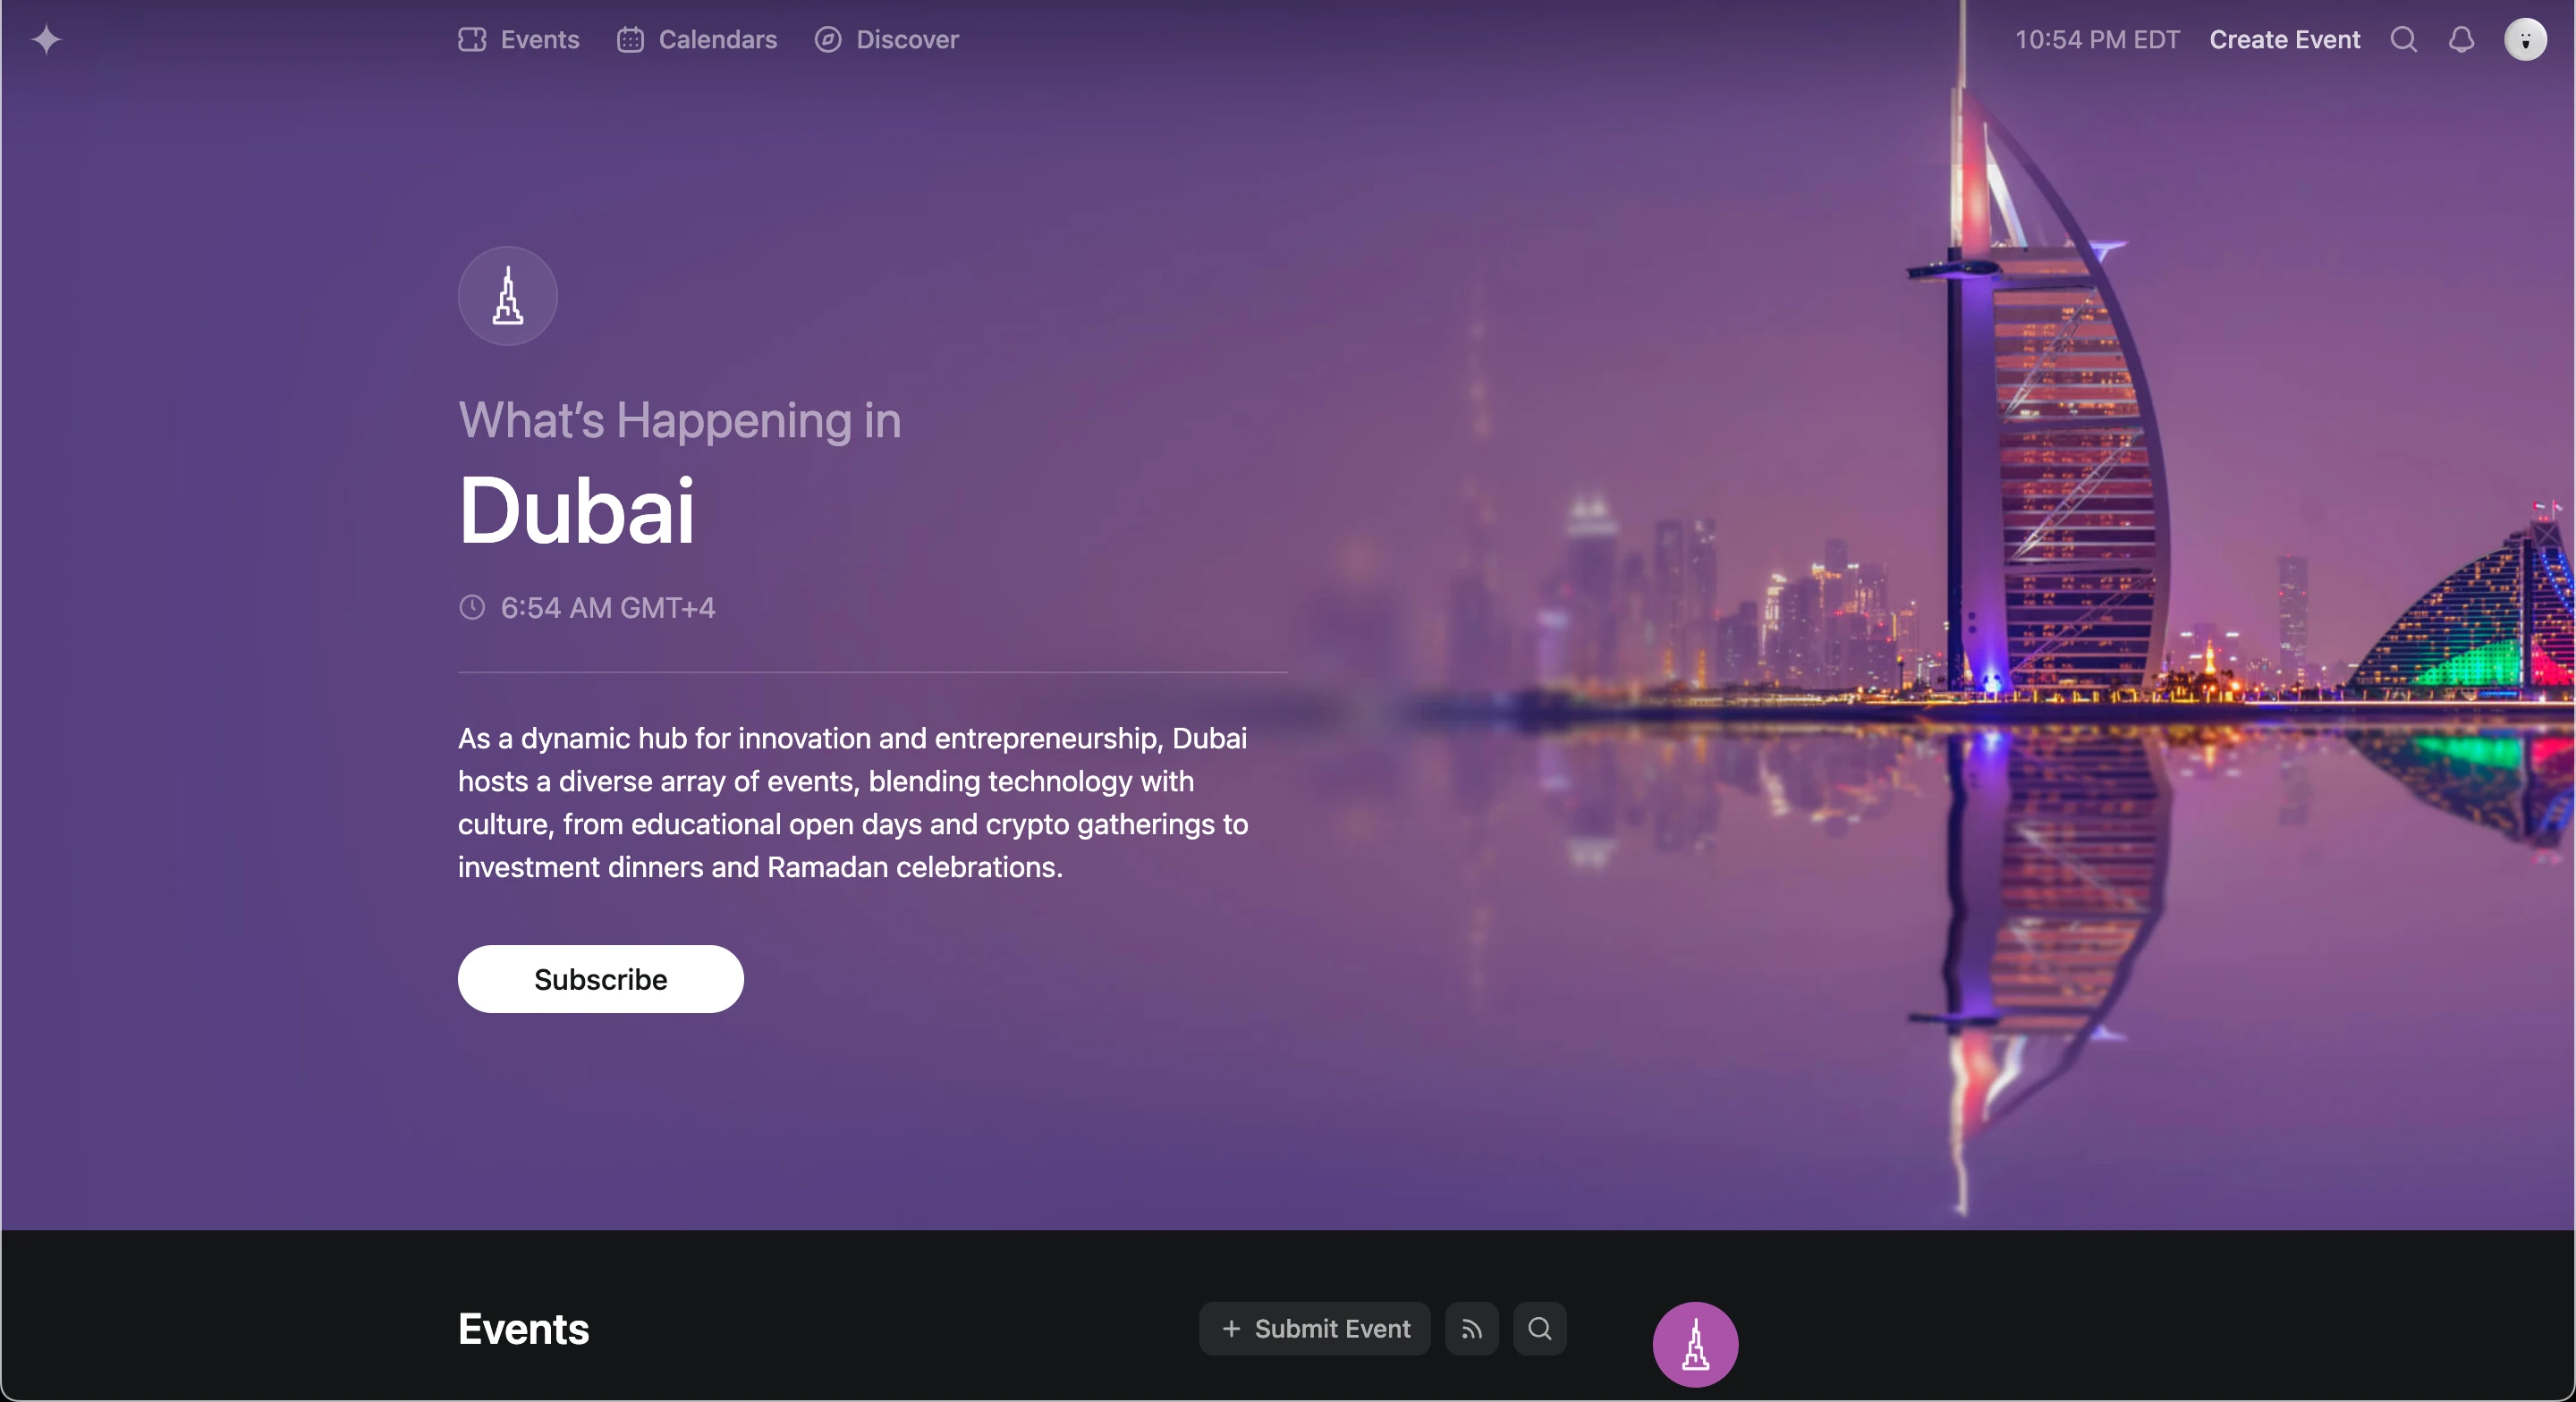 Events
Calendars
Discover
10:54 PM EDT
Create Event
What’s Happening in
Dubai
6:54 AM GMT+4
As a dynamic hub for innovation and entrepreneurship, Dubai
hosts a diverse array of events, blending technology with
culture, from educational open days and crypto gatherings to
investment dinners and Ramadan celebrations.
Subscribe
Events
+ Submit Event